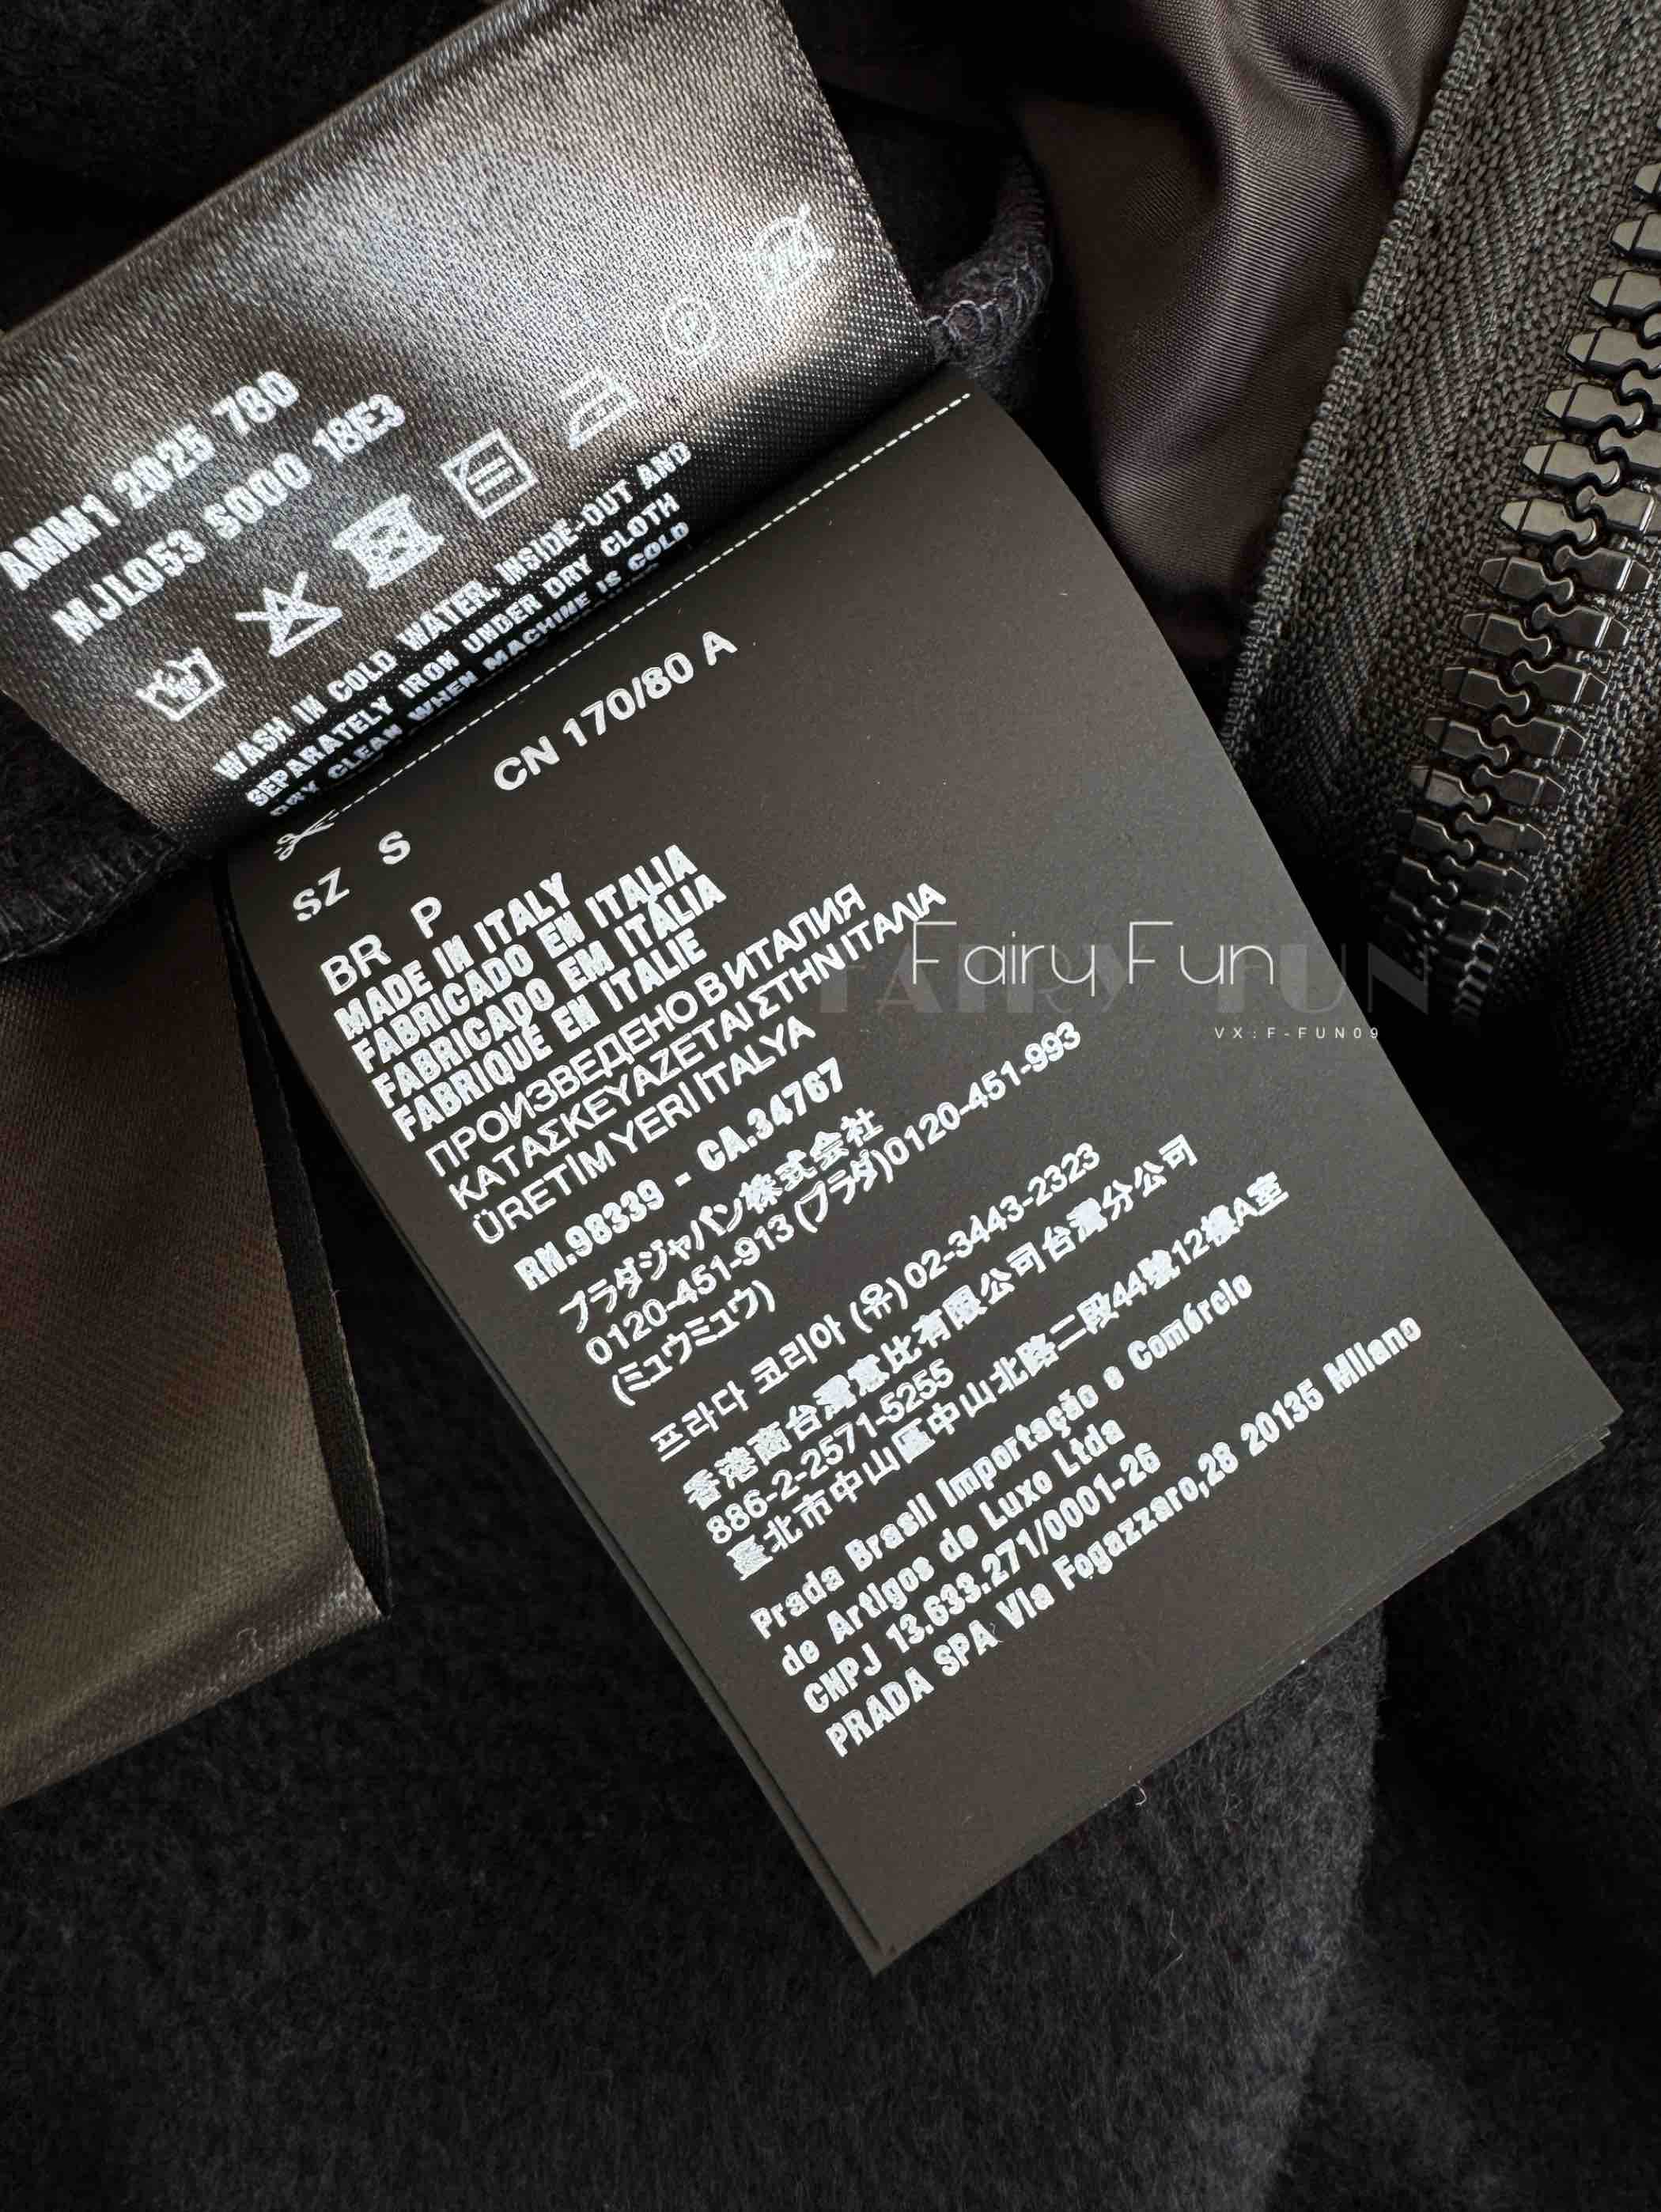 AMM1 2025 780
MJL053 S000 18E3
WASH IN COLD WATER, INSIDE-OUT AND
SEPARATELY IRON UNDER DRY CLOTH
DRY CLEAN WHEN MACHINE IS COLD
CN 170/80 A
SZ S
BR P
MADE IN ITALY
FABRICADO EN ITALIA
FABRICADO EM ITÁLIA
FABRIQUÉ EN ITALIE
ПРОИЗВЕДЕНО В ИТАЛИЯ
ΚΑΤΑΣΚΕΥΑΖΕΤΑΙ ΣΤΗΝ ΙΤΑΛΙΑ
ÜRETİM YERİ İTALYA
RN.98339 - CA.34767
プラダジャパン株式会社
0120-451-913 (プラダ)0120-451-993
(ミュウミュウ)
프라다 코리아 (유) 02-3443-2323
香港商台灣惠比有限公司台灣分公司
886-2-2571-5255
臺北市中山區中山北路二段44號12樓A室
Prada Brasil Importação e Comércio
de Artigos de Luxo Ltda
CNPJ 13.633.271/0001-26
PRADA SPA Via Fogazzaro,28 20135 Milano
Fairy Fun
FAIRY FUN
VX:F-FUN09